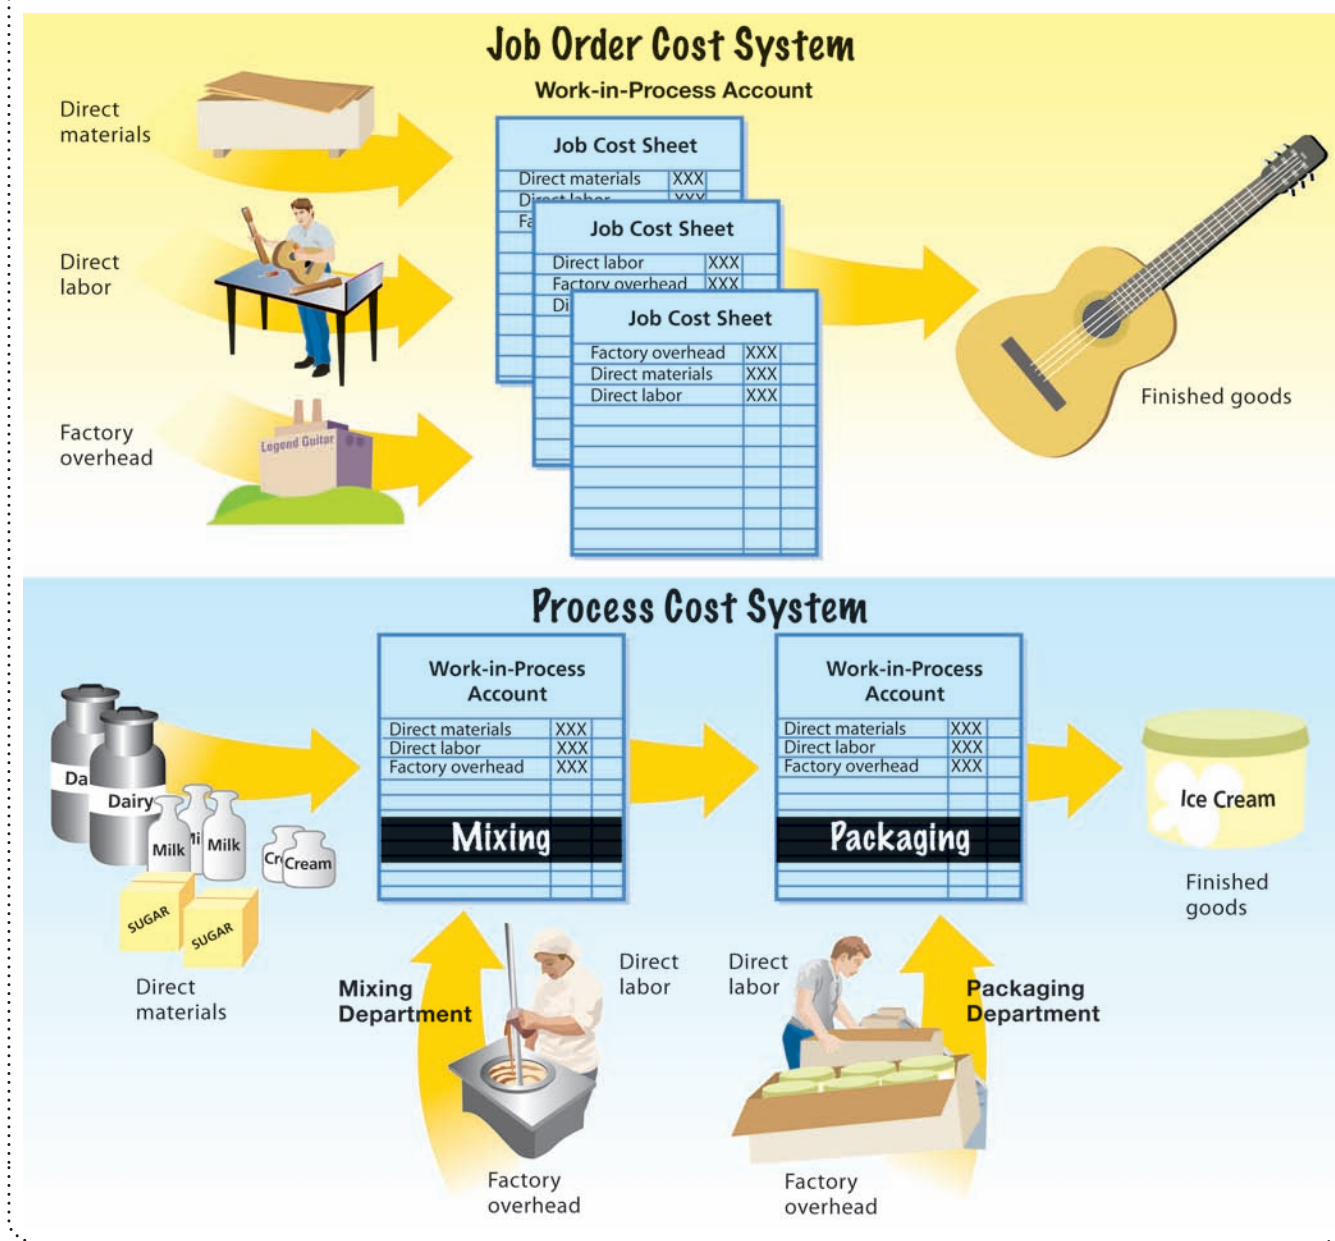 Job Order Cost System
Work-in-Process Account
Direct
materials
Direct
labor
Factory
overhead
Legend Guitar
Job Cost Sheet
Direct materials XXX
Direct labor XXX
Job Cost Sheet
Direct labor XXX
Factory overhead XXX
Job Cost Sheet
Factory overhead XXX
Direct materials XXX
Direct labor XXX
Finished goods
Process Cost System
Dairy
Milk
Milk
Cream
SUGAR
SUGAR
Direct
materials
Work-in-Process
Account
Direct materials XXX
Direct labor XXX
Factory overhead XXX
Mixing
Mixing
Department
Direct
labor
Factory
overhead
Work-in-Process
Account
Direct materials XXX
Direct labor XXX
Factory overhead XXX
Packaging
Direct
labor
Packaging
Department
Factory
overhead
Ice Cream
Finished
goods